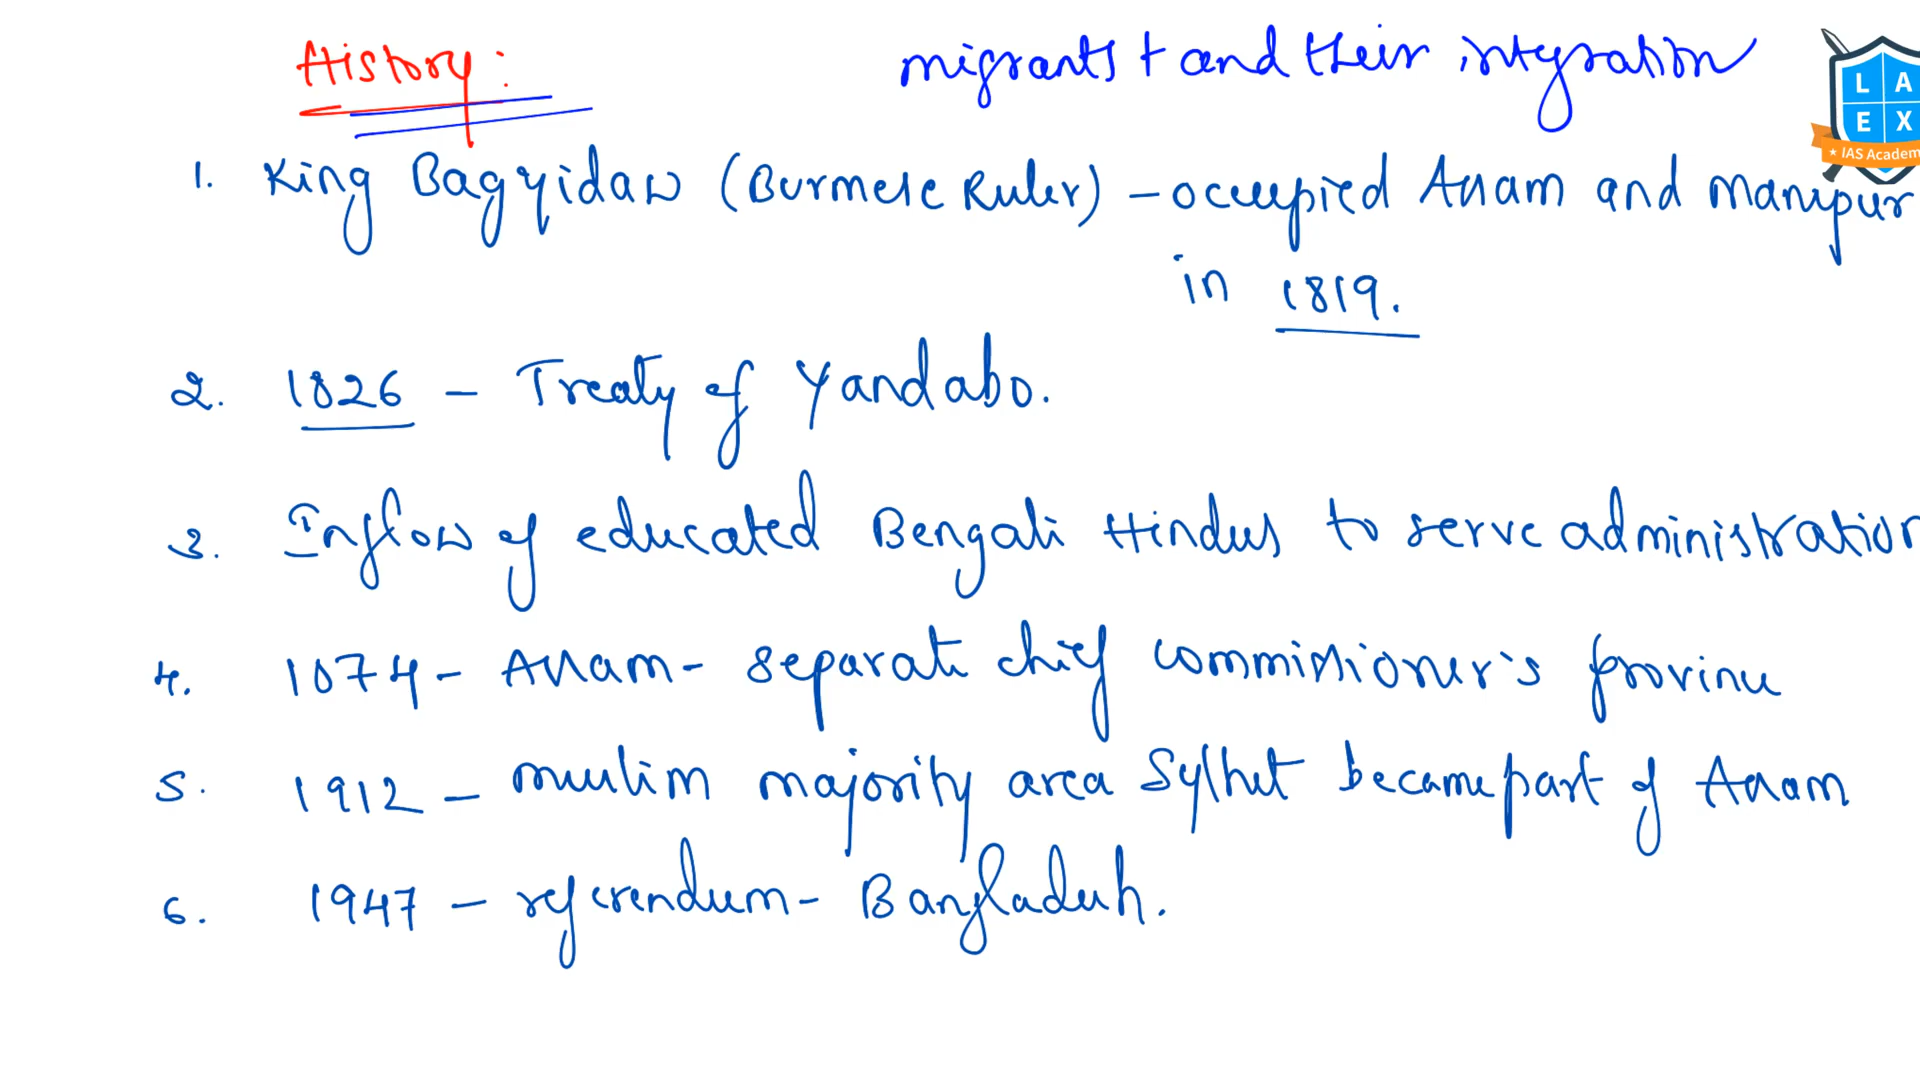 History: migrants + and their integration
1. King Bagyidaw (Burmese Ruler) - occupied Assam and Manipur
in 1819.
2. 1826 - Treaty of Yandabo.
3. Inflow of educated Bengali Hindus to serve administration
4. 1874 - Assam - separate chief commissioner's province
5. 1912 - muslim majority area Sylhet became part of Assam
6. 1947 - referendum - Bangladesh.
L A
E X
★ IAS Academ